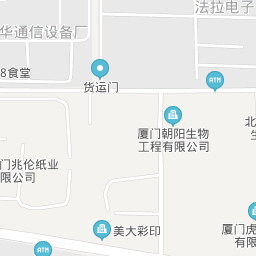 法拉电子
华通信设备厂
8食堂
货运门
ATM
厦门朝阳生物
工程有限公司
北
生
门兆伦纸业
限公司
美大彩印
厦门虎
有限
ATM